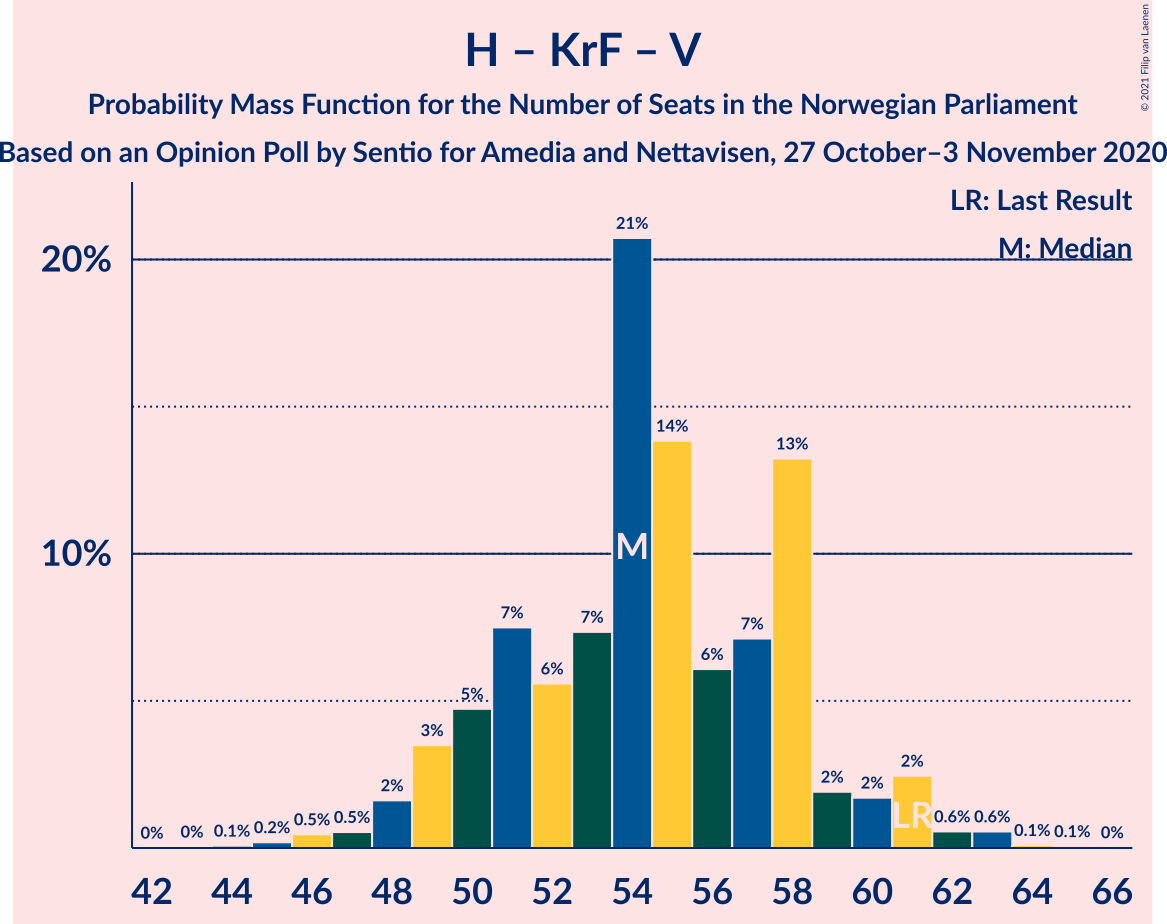 H – KrF – V
© 2021 Filip van Laenen
Probability Mass Function for the Number of Seats in the Norwegian Parliament
Based on an Opinion Poll by Sentio for Amedia and Nettavisen, 27 October–3 November 2020
LR: Last Result
M: Median
20%
10%
0% 0% 0.1% 0.2% 0.5% 0.5% 2% 3% 5% 7% 6% 7% 21% 14% 6% 7% 13% 2% 2% 2% 0.6% 0.6% 0.1% 0.1% 0%
M
LR
42 44 46 48 50 52 54 56 58 60 62 64 66